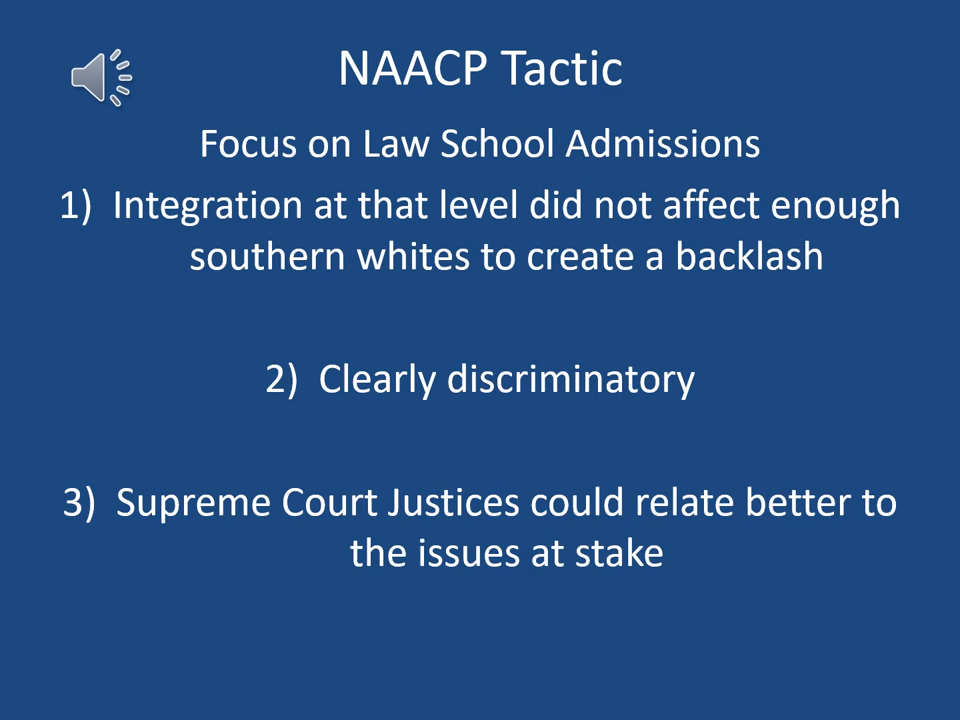 NAACP Tactic
Focus on Law School Admissions
1) Integration at that level did not affect enough
southern whites to create a backlash
2) Clearly discriminatory
3) Supreme Court Justices could relate better to
the issues at stake